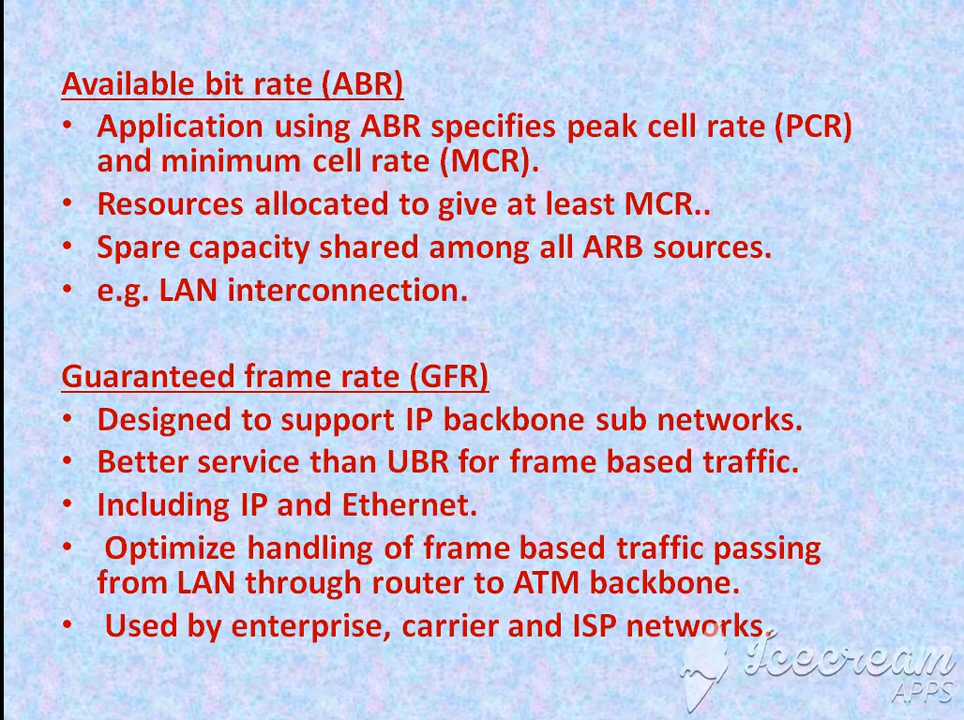 Available bit rate (ABR)
• Application using ABR specifies peak cell rate (PCR)
and minimum cell rate (MCR).
• Resources allocated to give at least MCR..
• Spare capacity shared among all ARB sources.
• e.g. LAN interconnection.
Guaranteed frame rate (GFR)
• Designed to support IP backbone sub networks.
• Better service than UBR for frame based traffic.
• Including IP and Ethernet.
• Optimize handling of frame based traffic passing
from LAN through router to ATM backbone.
• Used by enterprise, carrier and ISP networks.
Icecream
APPS